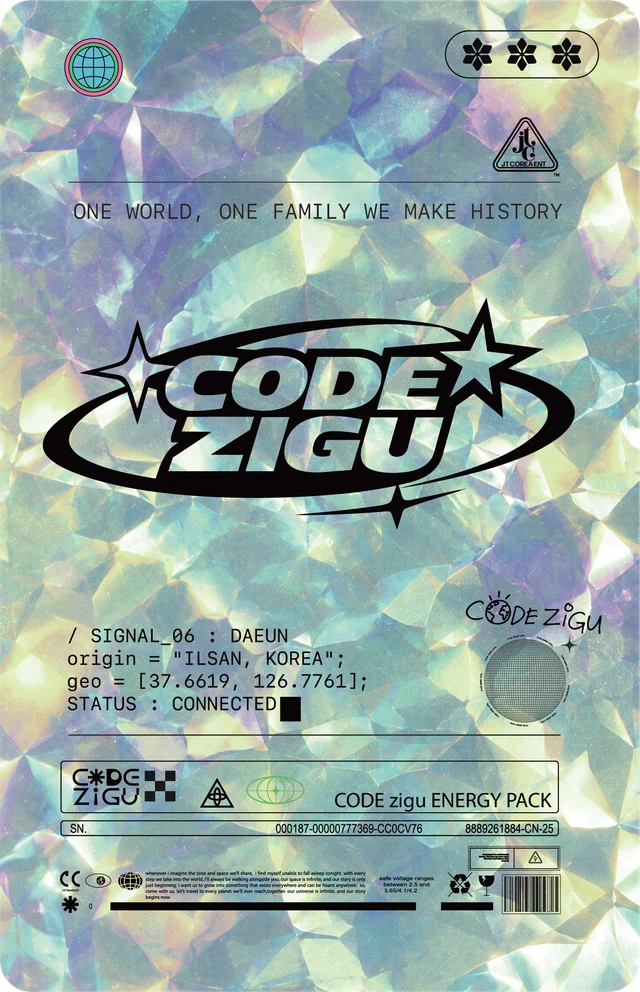 JTC
JTCOREAENT
TM
ONE WORLD, ONE FAMILY WE MAKE HISTORY
CODE
ZIGU
CODE ZIGU
/ SIGNAL_06 : DAEUN
origin = "ILSAN, KOREA";
geo = [37.6619, 126.7761];
STATUS : CONNECTED
CODE
ZIGU
CODE zigu ENERGY PACK
SN. 000187-00000777369-CC0CV76 8889261884-CN-25
CE
whenever i imagine the time and space we'll share, i find myself unable to fall asleep tonight. with every
step we take into the world, i'll always be walking alongside you. our space is infinite, and our story is only
just beginning. i want us to grow into something that exists everywhere and can be heard anywhere. so,
come with us. let's travel to every planet we'll ever reach,together. our universe is infinite. and our story
begins now.
safe voltage ranges
between 2.5 and
3.65/4.1/4.2
0